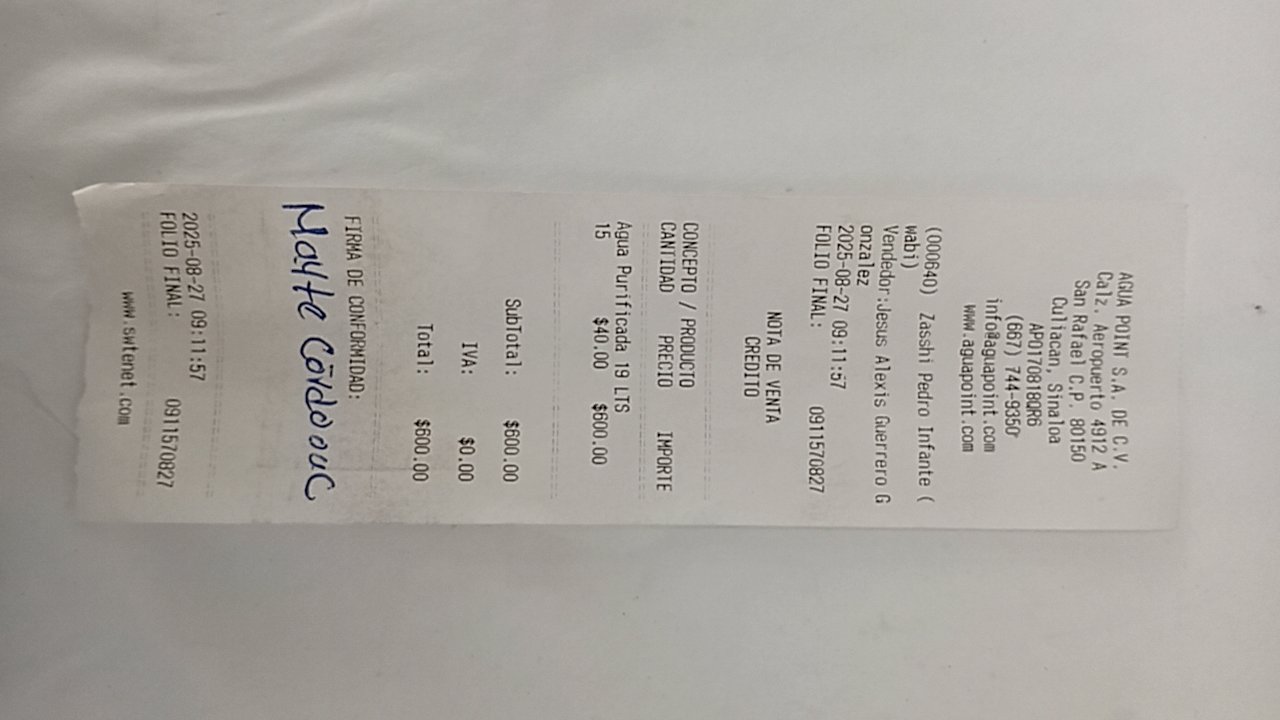 AGUA POINT S.A. DE C.V.
Calz. Aeropuerto 4912 A
San Rafael C.P. 80150
Culiacan, Sinaloa
APO1708180R6
(667) 744-9350
info@aguapoint.com
www.aguapoint.com
(000640) Zasshi Pedro Infante (
wabi)
Vendedor:Jesus Alexis Guerrero G
onzalez
2025-08-27 09:11:57
FOLIO FINAL: 0911570827
NOTA DE VENTA
CREDITO
CONCEPTO / PRODUCTO
CANTIDAD PRECIO IMPORTE
Agua Purificada 19 LTS
15 $40.00 $600.00
SubTotal: $600.00
IVA: $0.00
Total: $600.00
FIRMA DE CONFORMIDAD:
Mayte
2025-08-27 09:11:57
FOLIO FINAL: 0911570827
www.swtenet.com